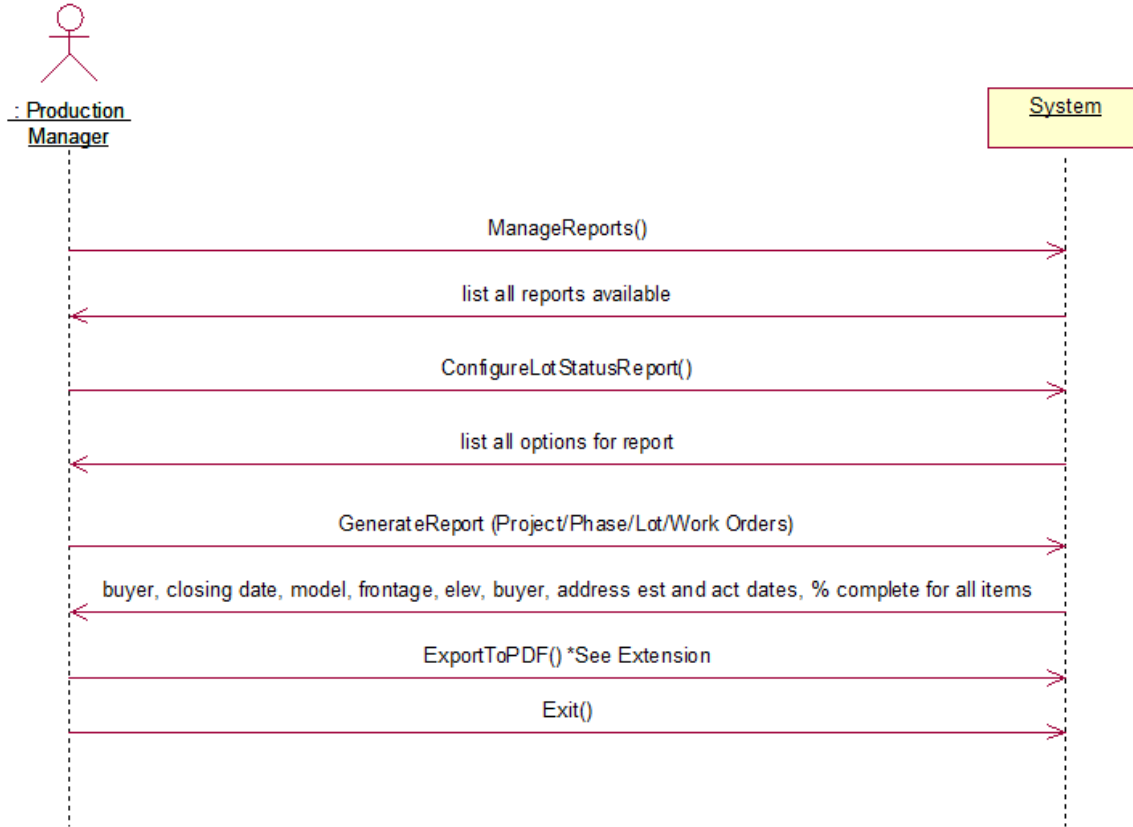 : Production
Manager
System
ManageReports()
list all reports available
ConfigureLotStatusReport()
list all options for report
GenerateReport (Project/Phase/Lot/Work Orders)
buyer, closing date, model, frontage, elev, buyer, address est and act dates, % complete for all items
ExportToPDF() *See Extension
Exit()